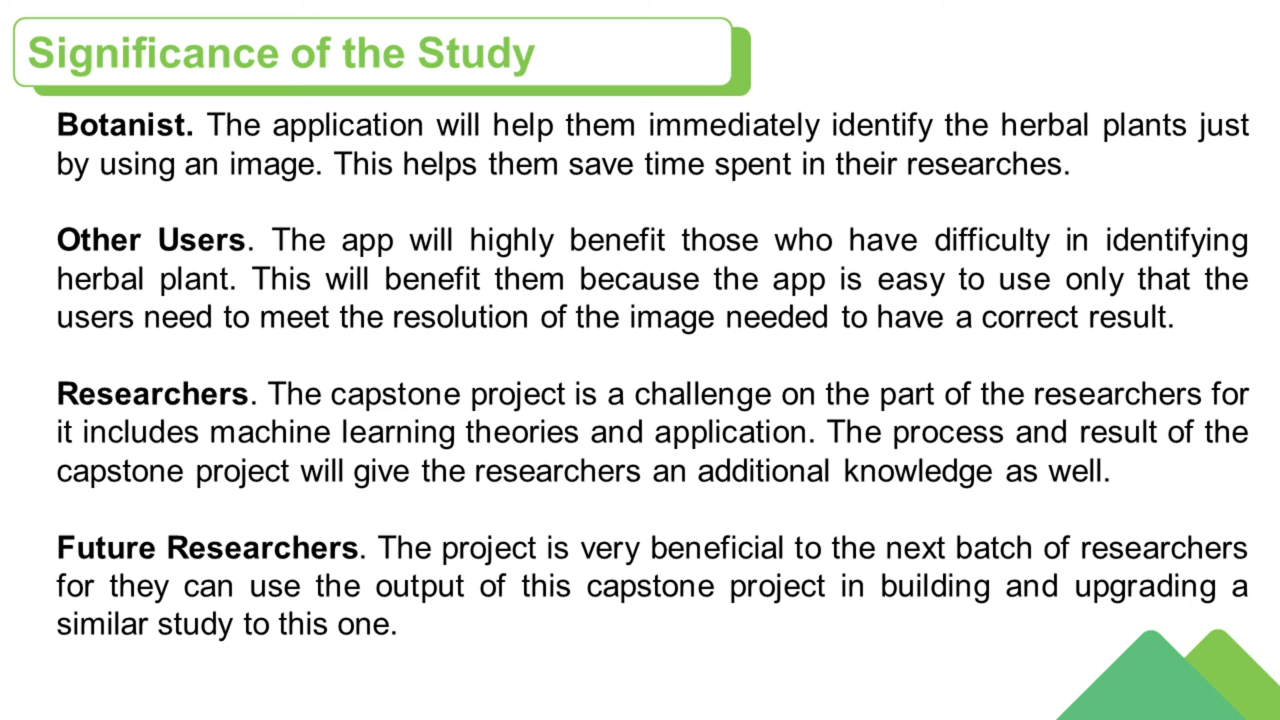 Significance of the Study
Botanist. The application will help them immediately identify the herbal plants just
by using an image. This helps them save time spent in their researches.
Other Users. The app will highly benefit those who have difficulty in identifying
herbal plant. This will benefit them because the app is easy to use only that the
users need to meet the resolution of the image needed to have a correct result.
Researchers. The capstone project is a challenge on the part of the researchers for
it includes machine learning theories and application. The process and result of the
capstone project will give the researchers an additional knowledge as well.
Future Researchers. The project is very beneficial to the next batch of researchers
for they can use the output of this capstone project in building and upgrading a
similar study to this one.